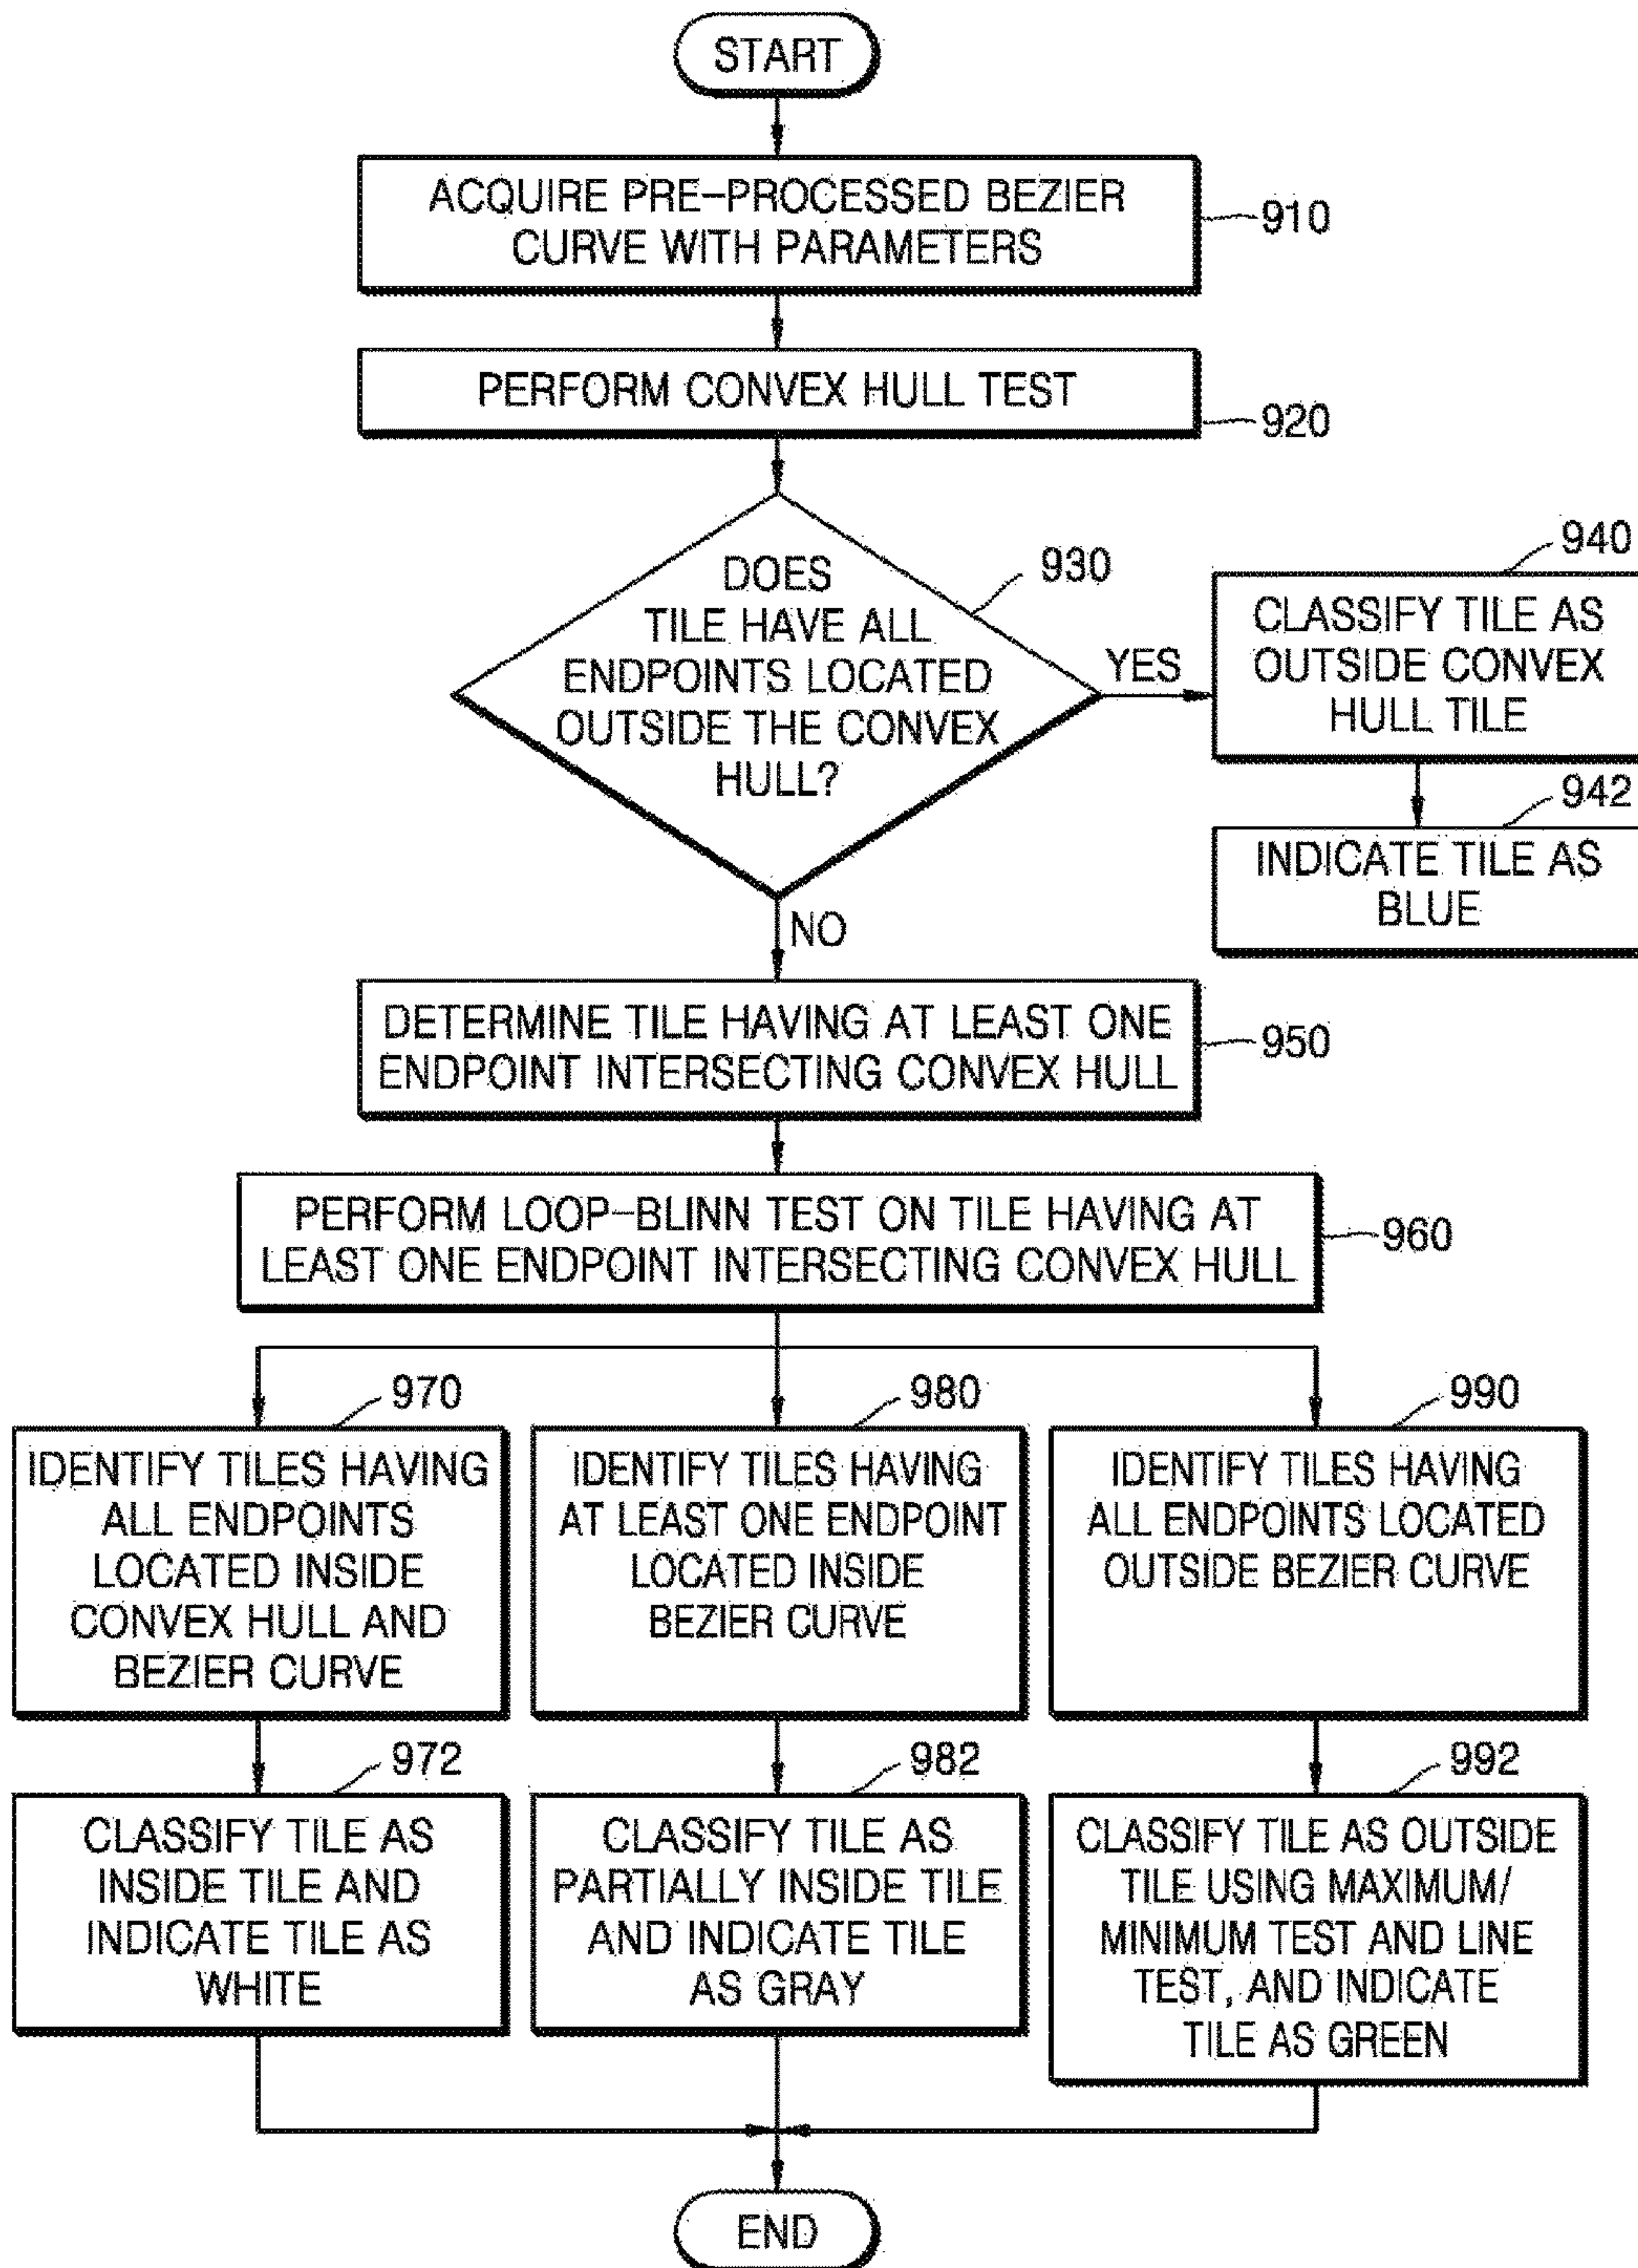 START
ACQUIRE PRE-PROCESSED BEZIER
CURVE WITH PARAMETERS
910
PERFORM CONVEX HULL TEST
920
DOES
TILE HAVE ALL
ENDPOINTS LOCATED
OUTSIDE THE CONVEX
HULL?
930
YES
940
CLASSIFY TILE AS
OUTSIDE CONVEX
HULL TILE
942
INDICATE TILE AS
BLUE
NO
DETERMINE TILE HAVING AT LEAST ONE
ENDPOINT INTERSECTING CONVEX HULL
950
PERFORM LOOP-BLINN TEST ON TILE HAVING AT
LEAST ONE ENDPOINT INTERSECTING CONVEX HULL
960
970
IDENTIFY TILES HAVING
ALL ENDPOINTS
LOCATED INSIDE
CONVEX HULL AND
BEZIER CURVE
980
IDENTIFY TILES HAVING
AT LEAST ONE ENDPOINT
LOCATED INSIDE
BEZIER CURVE
990
IDENTIFY TILES HAVING
ALL ENDPOINTS LOCATED
OUTSIDE BEZIER CURVE
972
CLASSIFY TILE AS
INSIDE TILE AND
INDICATE TILE AS
WHITE
982
CLASSIFY TILE AS
PARTIALLY INSIDE TILE
AND INDICATE TILE
AS GRAY
992
CLASSIFY TILE AS OUTSIDE
TILE USING MAXIMUM/
MINIMUM TEST AND LINE
TEST, AND INDICATE
TILE AS GREEN
END